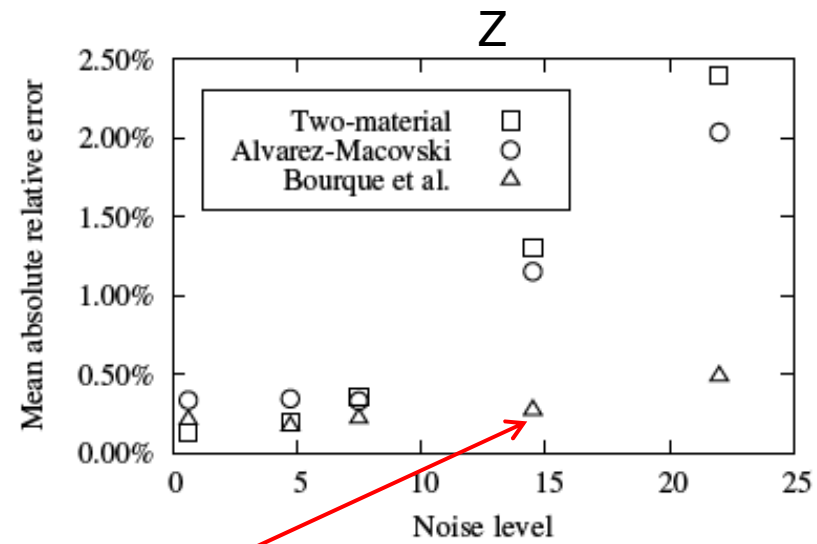 Z
2.50%
2.00%
1.50%
1.00%
0.50%
0.00%
Mean absolute relative error
Two-material
Alvarez-Macovski
Bourque et al.
0 5 10 15 20 25
Noise level